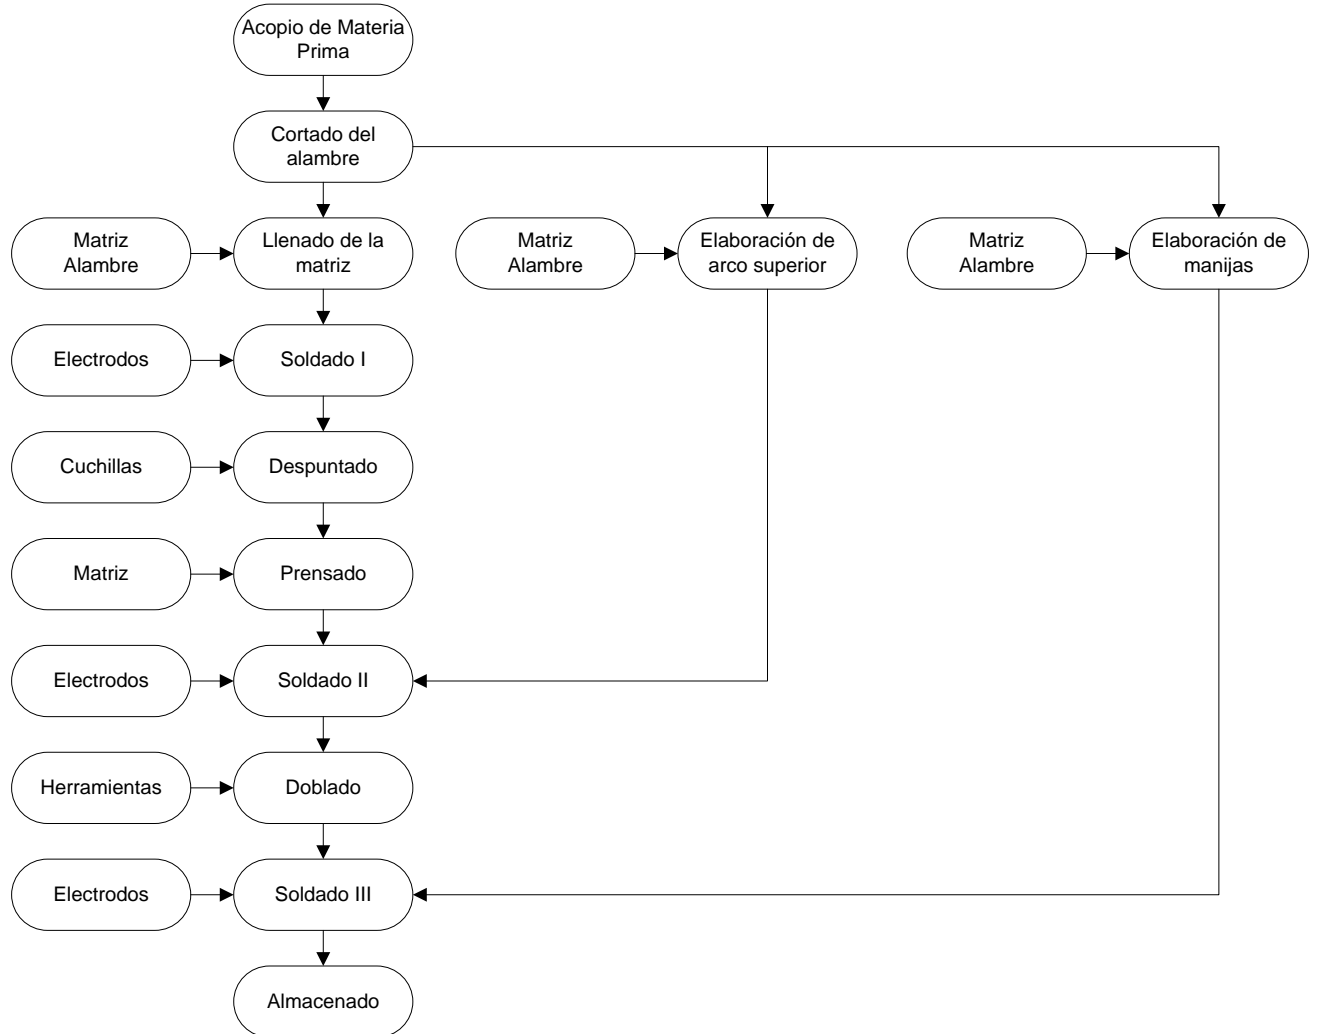 Acopio de Materia
Prima
Cortado del
alambre
Matriz
Alambre
Llenado de la
matriz
Matriz
Alambre
Elaboración de
arco superior
Matriz
Alambre
Elaboración de
manijas
Electrodos
Soldado I
Cuchillas
Despuntado
Matriz
Prensado
Electrodos
Soldado II
Herramientas
Doblado
Electrodos
Soldado III
Almacenado